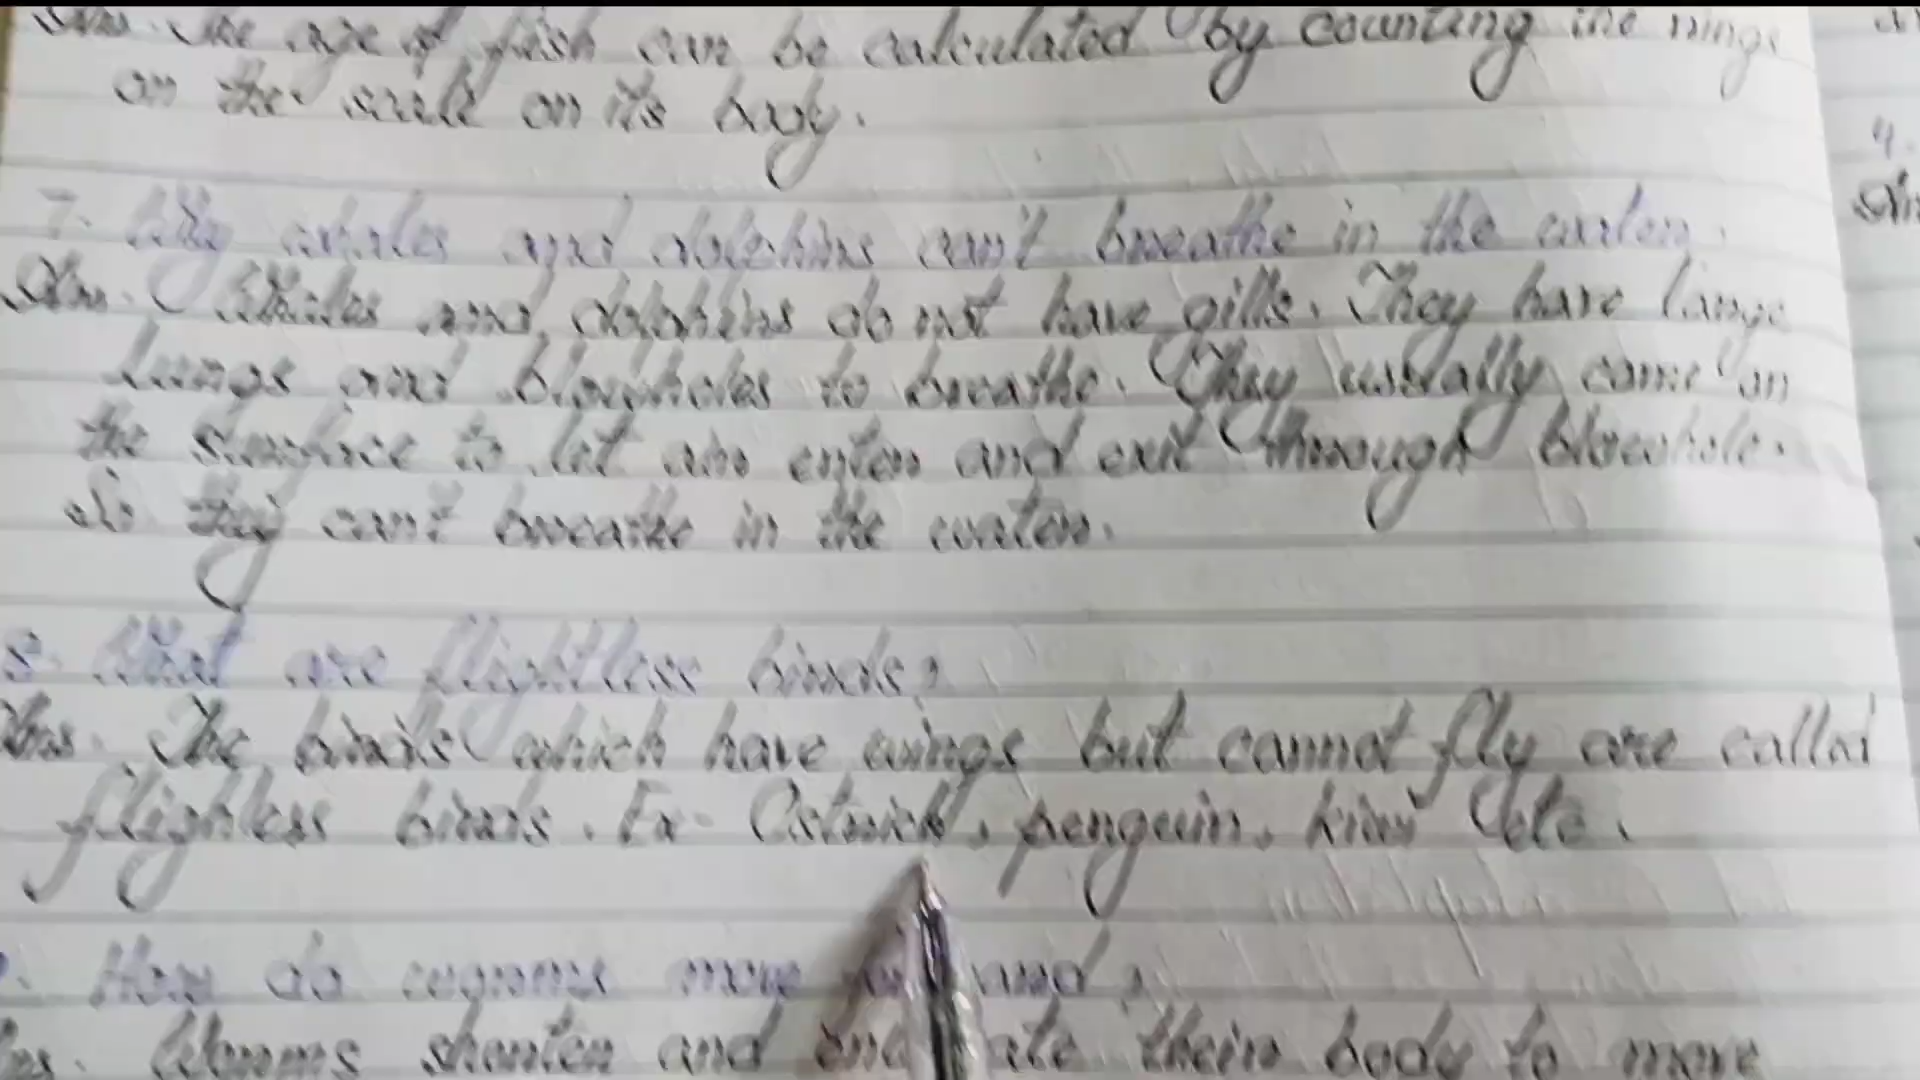 Ans. The age of fish can be calculated by counting the rings
on the scale on its body.
7. Why whales and dolphins can't breathe in the water.
Ans. Whales and dolphins do not have gills. They have large
lungs and blowholes to breathe. They usually come on
the surface to let air enter and exit through blowhole.
So they can't breathe in the water.
8. What are flightless birds?
Ans. The birds which have wings but cannot fly are called
flightless birds. Ex- Ostrich, penguin, kiwi etc.
How do worms move
Ans. Worms shorten and their body to move
4.